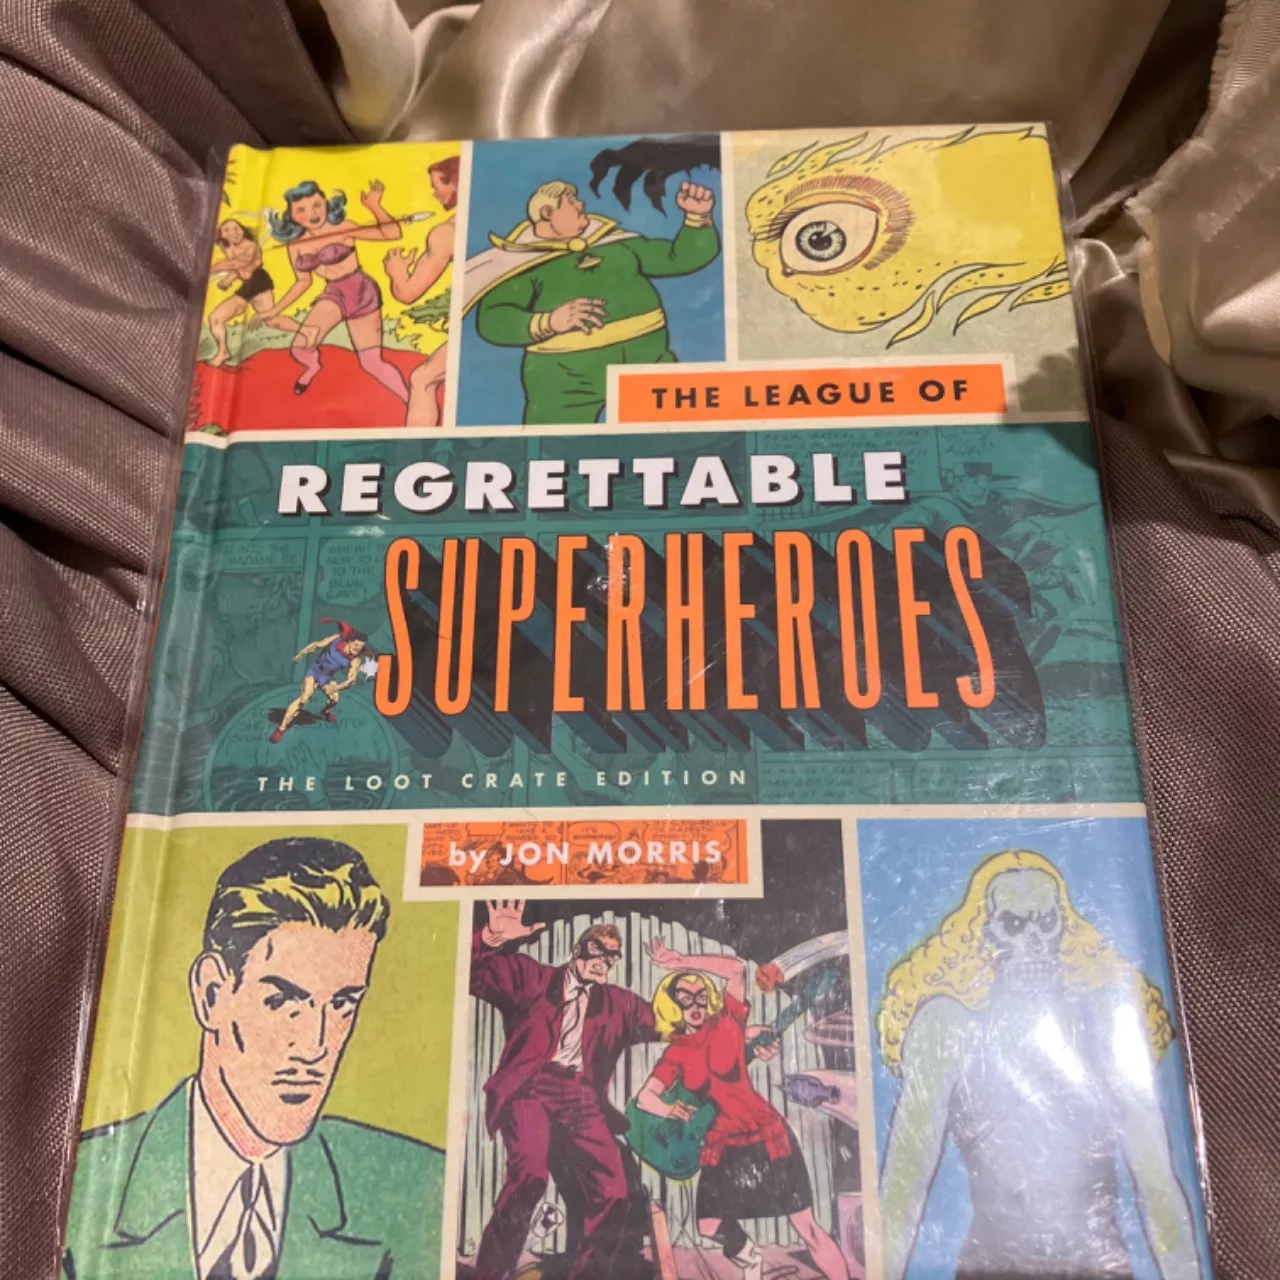 THE LEAGUE OF
REGRETTABLE
SUPERHEROES
THE LOOT CRATE EDITION
by JON MORRIS